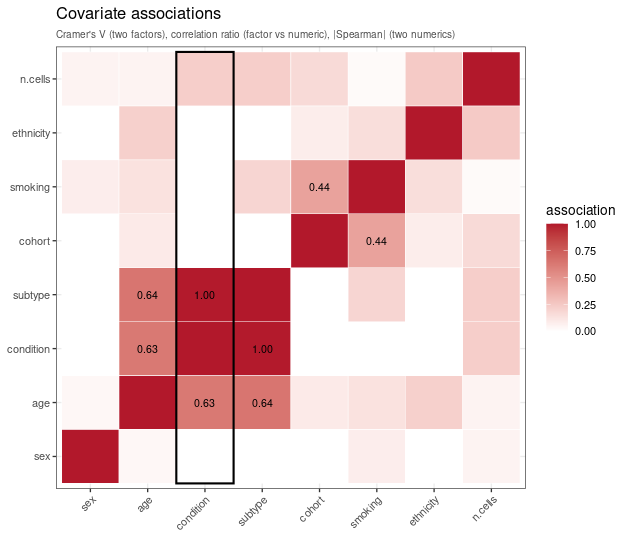 Covariate associations
Cramer's V (two factors), correlation ratio (factor vs numeric), |Spearman| (two numerics)
n.cells
ethnicity
smoking
0.44
cohort
0.44
subtype
0.64
1.00
condition
0.63
1.00
age
0.63
0.64
sex
sex
age
condition
subtype
cohort
smoking
ethnicity
n.cells
association
1.00
0.75
0.50
0.25
0.00